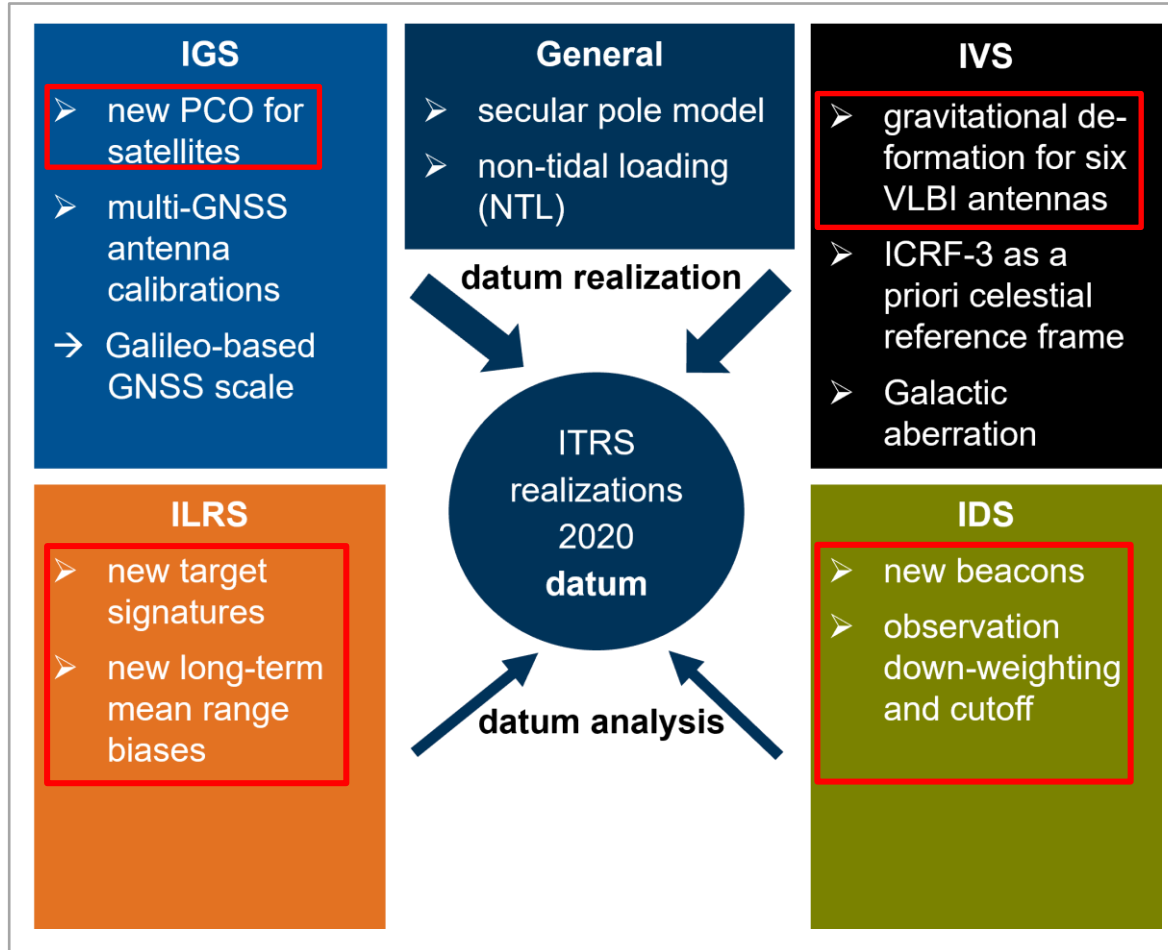 IGS
➢ new PCO for
satellites
➢ multi-GNSS
antenna
calibrations
→ Galileo-based
GNSS scale
General
➢ secular pole model
➢ non-tidal loading
(NTL)
IVS
➢ gravitational de-
formation for six
VLBI antennas
➢ ICRF-3 as a
priori celestial
reference frame
➢ Galactic
aberration
datum realization
ITRS
realizations
2020
datum
datum analysis
ILRS
➢ new target
signatures
➢ new long-term
mean range
biases
IDS
➢ new beacons
➢ observation
down-weighting
and cutoff